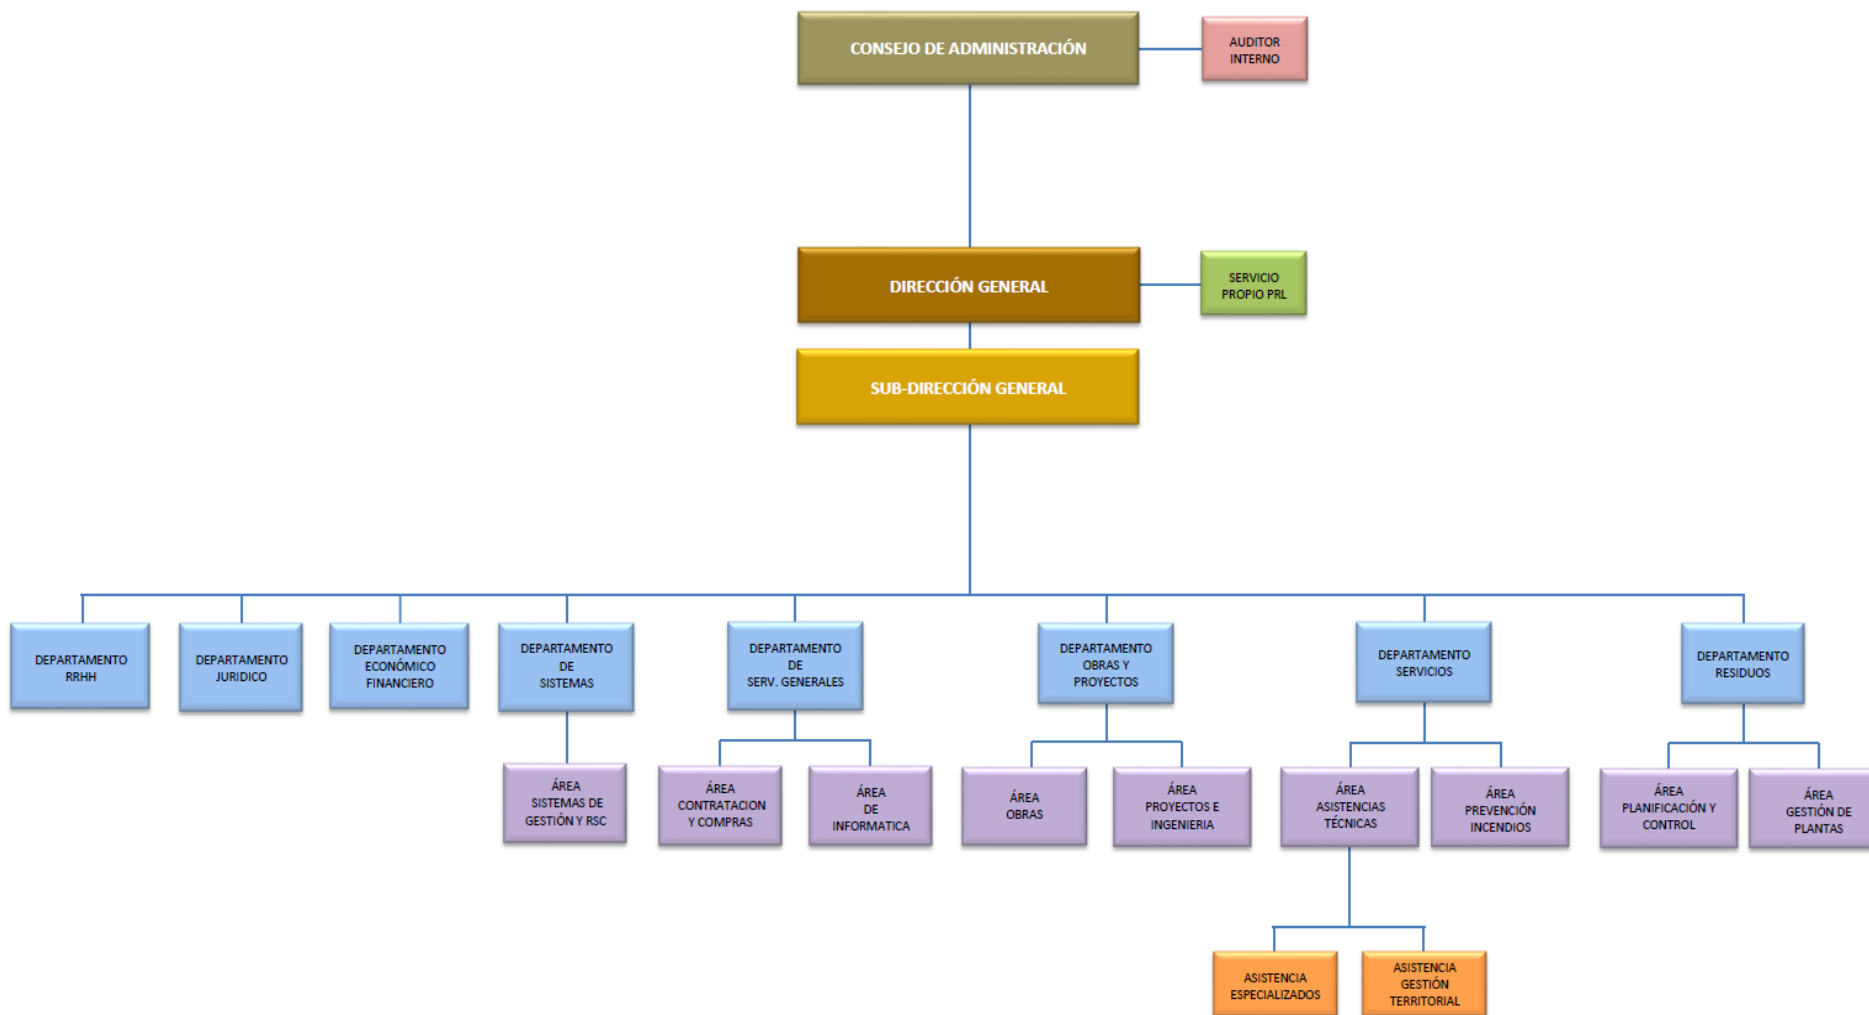 CONSEJO DE ADMINISTRACIÓN
AUDITOR
INTERNO
DIRECCIÓN GENERAL
SERVICIO
PROPIO PRL
SUB-DIRECCIÓN GENERAL
DEPARTAMENTO
RRHH
DEPARTAMENTO
JURIDICO
DEPARTAMENTO
ECONÓMICO
FINANCIERO
DEPARTAMENTO
DE
SISTEMAS
DEPARTAMENTO
DE
SERV. GENERALES
DEPARTAMENTO
OBRAS Y
PROYECTOS
DEPARTAMENTO
SERVICIOS
DEPARTAMENTO
RESIDUOS
ÁREA
SISTEMAS DE
GESTIÓN Y RSC
ÁREA
CONTRATACION
Y COMPRAS
ÁREA
DE
INFORMATICA
ÁREA
OBRAS
ÁREA
PROYECTOS E
INGENIERIA
ÁREA
ASISTENCIAS
TÉCNICAS
ÁREA
PREVENCIÓN
INCENDIOS
ÁREA
PLANIFICACIÓN Y
CONTROL
ÁREA
GESTIÓN DE
PLANTAS
ASISTENCIA
ESPECIALIZADOS
ASISTENCIA
GESTIÓN
TERRITORIAL